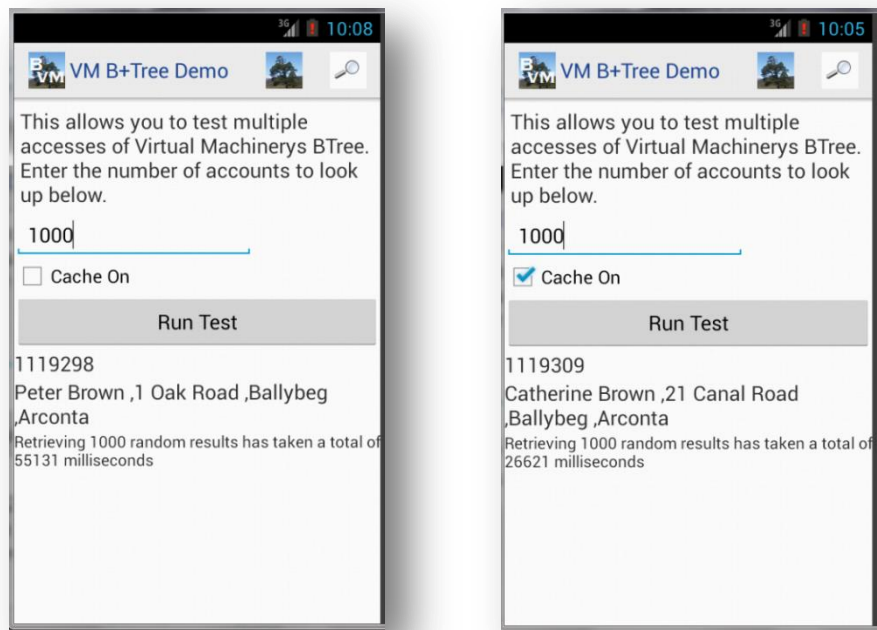 10:08
BVM VM B+Tree Demo
This allows you to test multiple
accesses of Virtual Machinerys BTree.
Enter the number of accounts to look
up below.
1000
Cache On
Run Test
1119298
Peter Brown ,1 Oak Road ,Ballybeg
,Arconta
Retrieving 1000 random results has taken a total of
55131 milliseconds
3G 10:05
BVM VM B+Tree Demo
This allows you to test multiple
accesses of Virtual Machinerys BTree.
Enter the number of accounts to look
up below.
1000
Cache On
Run Test
1119309
Catherine Brown ,21 Canal Road
,Ballybeg ,Arconta
Retrieving 1000 random results has taken a total of
26621 milliseconds